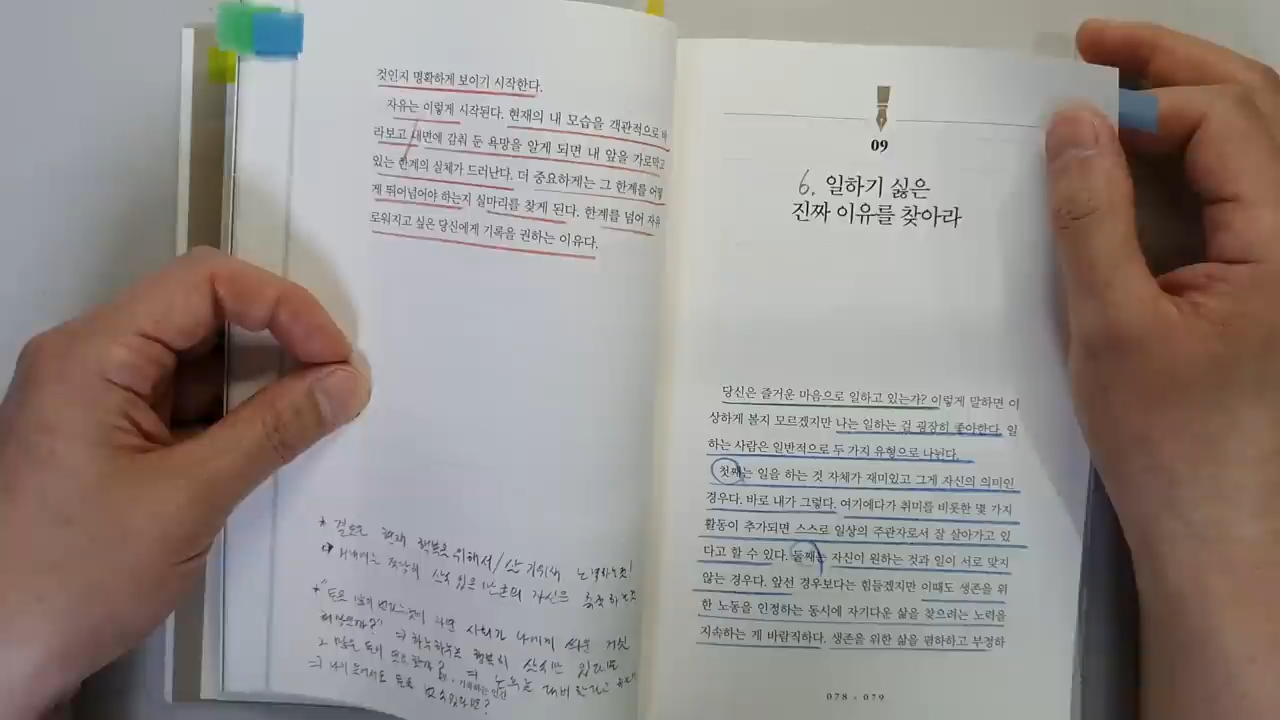 것인지 명확하게 보이기 시작한다.
자유는 이렇게 시작된다. 현재의 내 모습을 객관적으로 바
라보고 내면에 감춰 둔 욕망을 알게 되면 내 앞을 가로막고
있는 한계의 실체가 드러난다. 더 중요하게는 그 한계를 어떻
게 뛰어넘어야 하는지 실마리를 찾게 된다. 한계를 넘어 자유
로워지고 싶은 당신에게 기록을 권하는 이유다.
* 결론은 현재 행복을 위해서/
09
6. 일하기 싫은
진짜 이유를 찾아라
당신은 즐거운 마음으로 일하고 있는가? 이렇게 말하면 이
상하게 볼지 모르겠지만 나는 일하는 걸 굉장히 좋아한다. 일
하는 사람은 일반적으로 두 가지 유형으로 나뉜다.
첫째는 일을 하는 것 자체가 재미있고 그게 자신의 의미인
경우다. 바로 내가 그렇다. 여기에다가 취미를 비롯한 몇 가지
활동이 추가되면 스스로 일상의 주관자로서 잘 살아가고 있
다고 할 수 있다. 둘째는 자신이 원하는 것과 일이 서로 맞지
않는 경우다. 앞선 경우보다는 힘들겠지만 이때도 생존을 위
한 노동을 인정하는 동시에 자기다운 삶을 찾으려는 노력을
지속하는 게 바람직하다. 생존을 위한 삶을 폄하하고 부정하
078 - 079